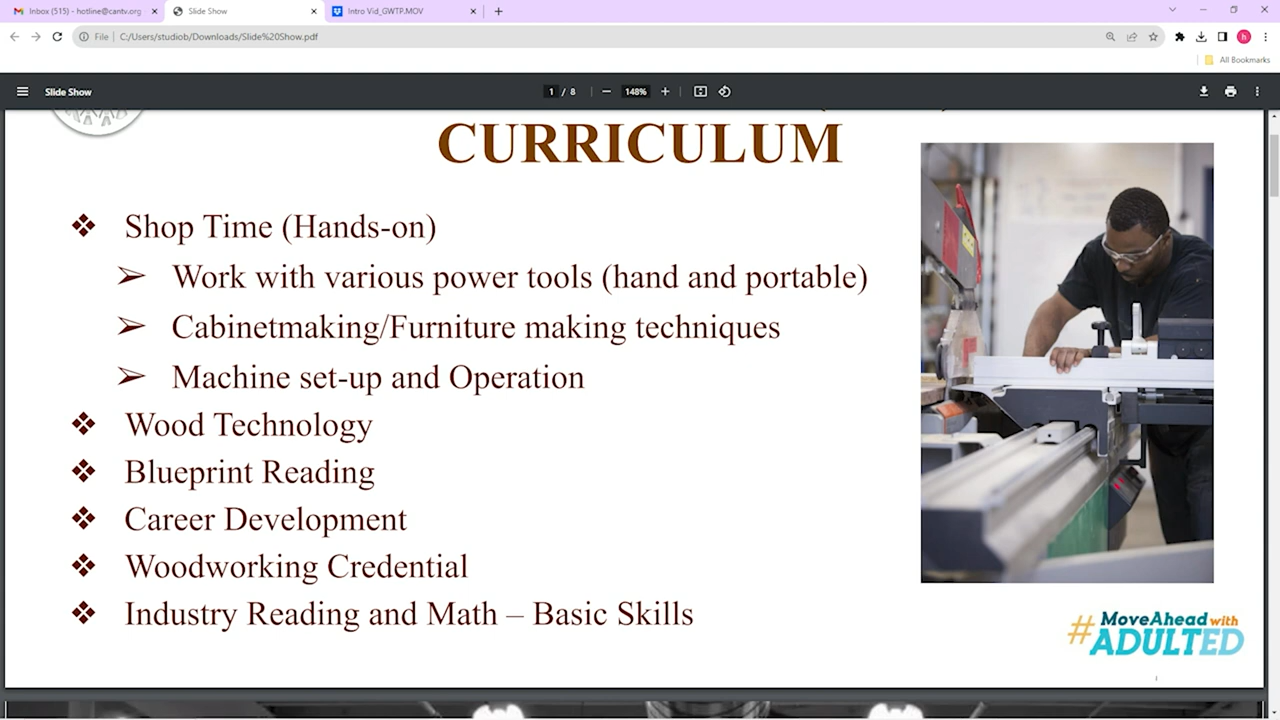 Inbox (515) - hotline@cantv.org
Slide Show
Intro Vid_GWTP.MOV
File
C:/Users/studiob/Downloads/Slide%20Show.pdf
h
All Bookmarks
Slide Show
1 / 8
148%
CURRICULUM
❖ Shop Time (Hands-on)
➢ Work with various power tools (hand and portable)
➢ Cabinetmaking/Furniture making techniques
➢ Machine set-up and Operation
❖ Wood Technology
❖ Blueprint Reading
❖ Career Development
❖ Woodworking Credential
❖ Industry Reading and Math – Basic Skills
#MoveAhead with
ADULTED